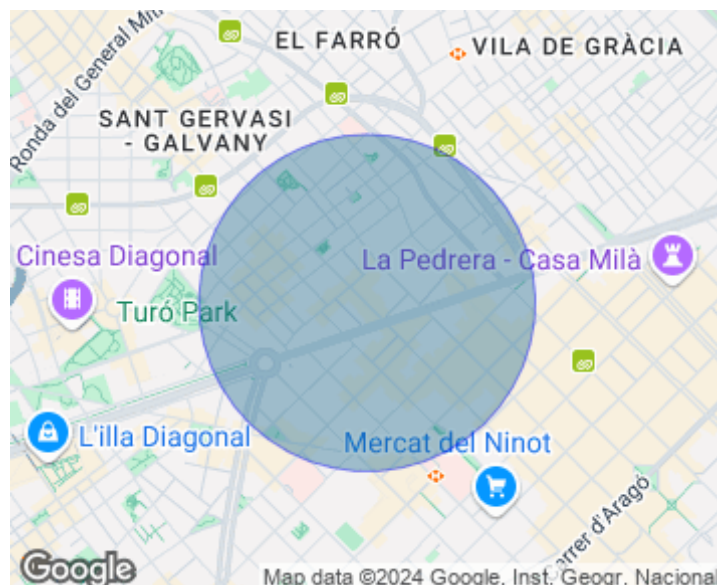 EL FARRÓ
VILA DE GRÀCIA
Ronda del General Mit
SANT GERVASI
- GALVANY
Cinesa Diagonal
La Pedrera - Casa Milà
Turó Park
L'illa Diagonal
Mercat del Ninot
Carrer d'Aragó
Google
Map data ©2024 Google, Inst. Geogr. Nacional